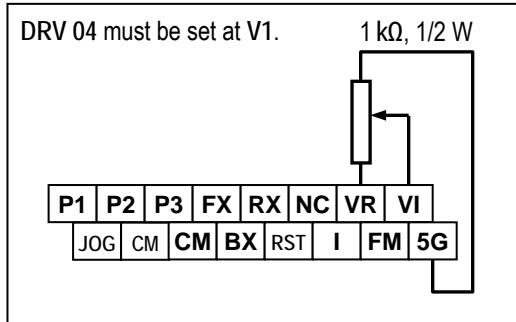 DRV 04 must be set at V1. 1 kΩ, 1/2 W
P1 P2 P3 FX RX NC VR VI
JOG CM CM BX RST I FM 5G